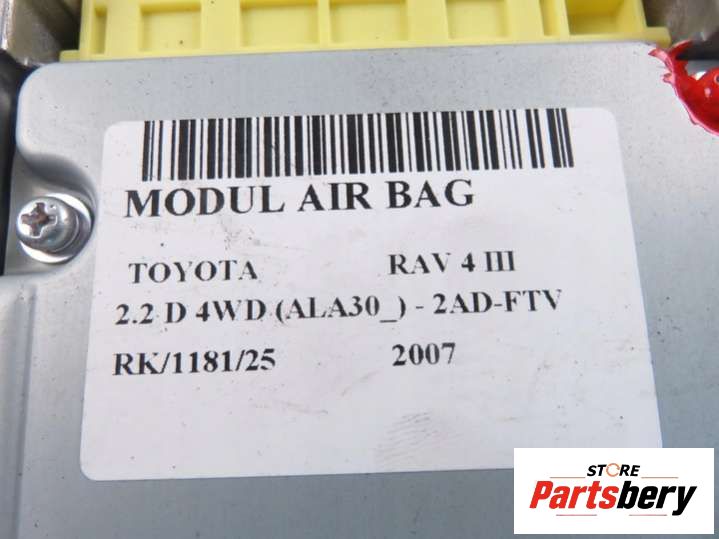 MODUL AIR BAG
TOYOTA RAV 4 III
2.2 D 4WD (ALA30_) - 2AD-FTV
RK/1181/25 2007
STORE
Partsbery